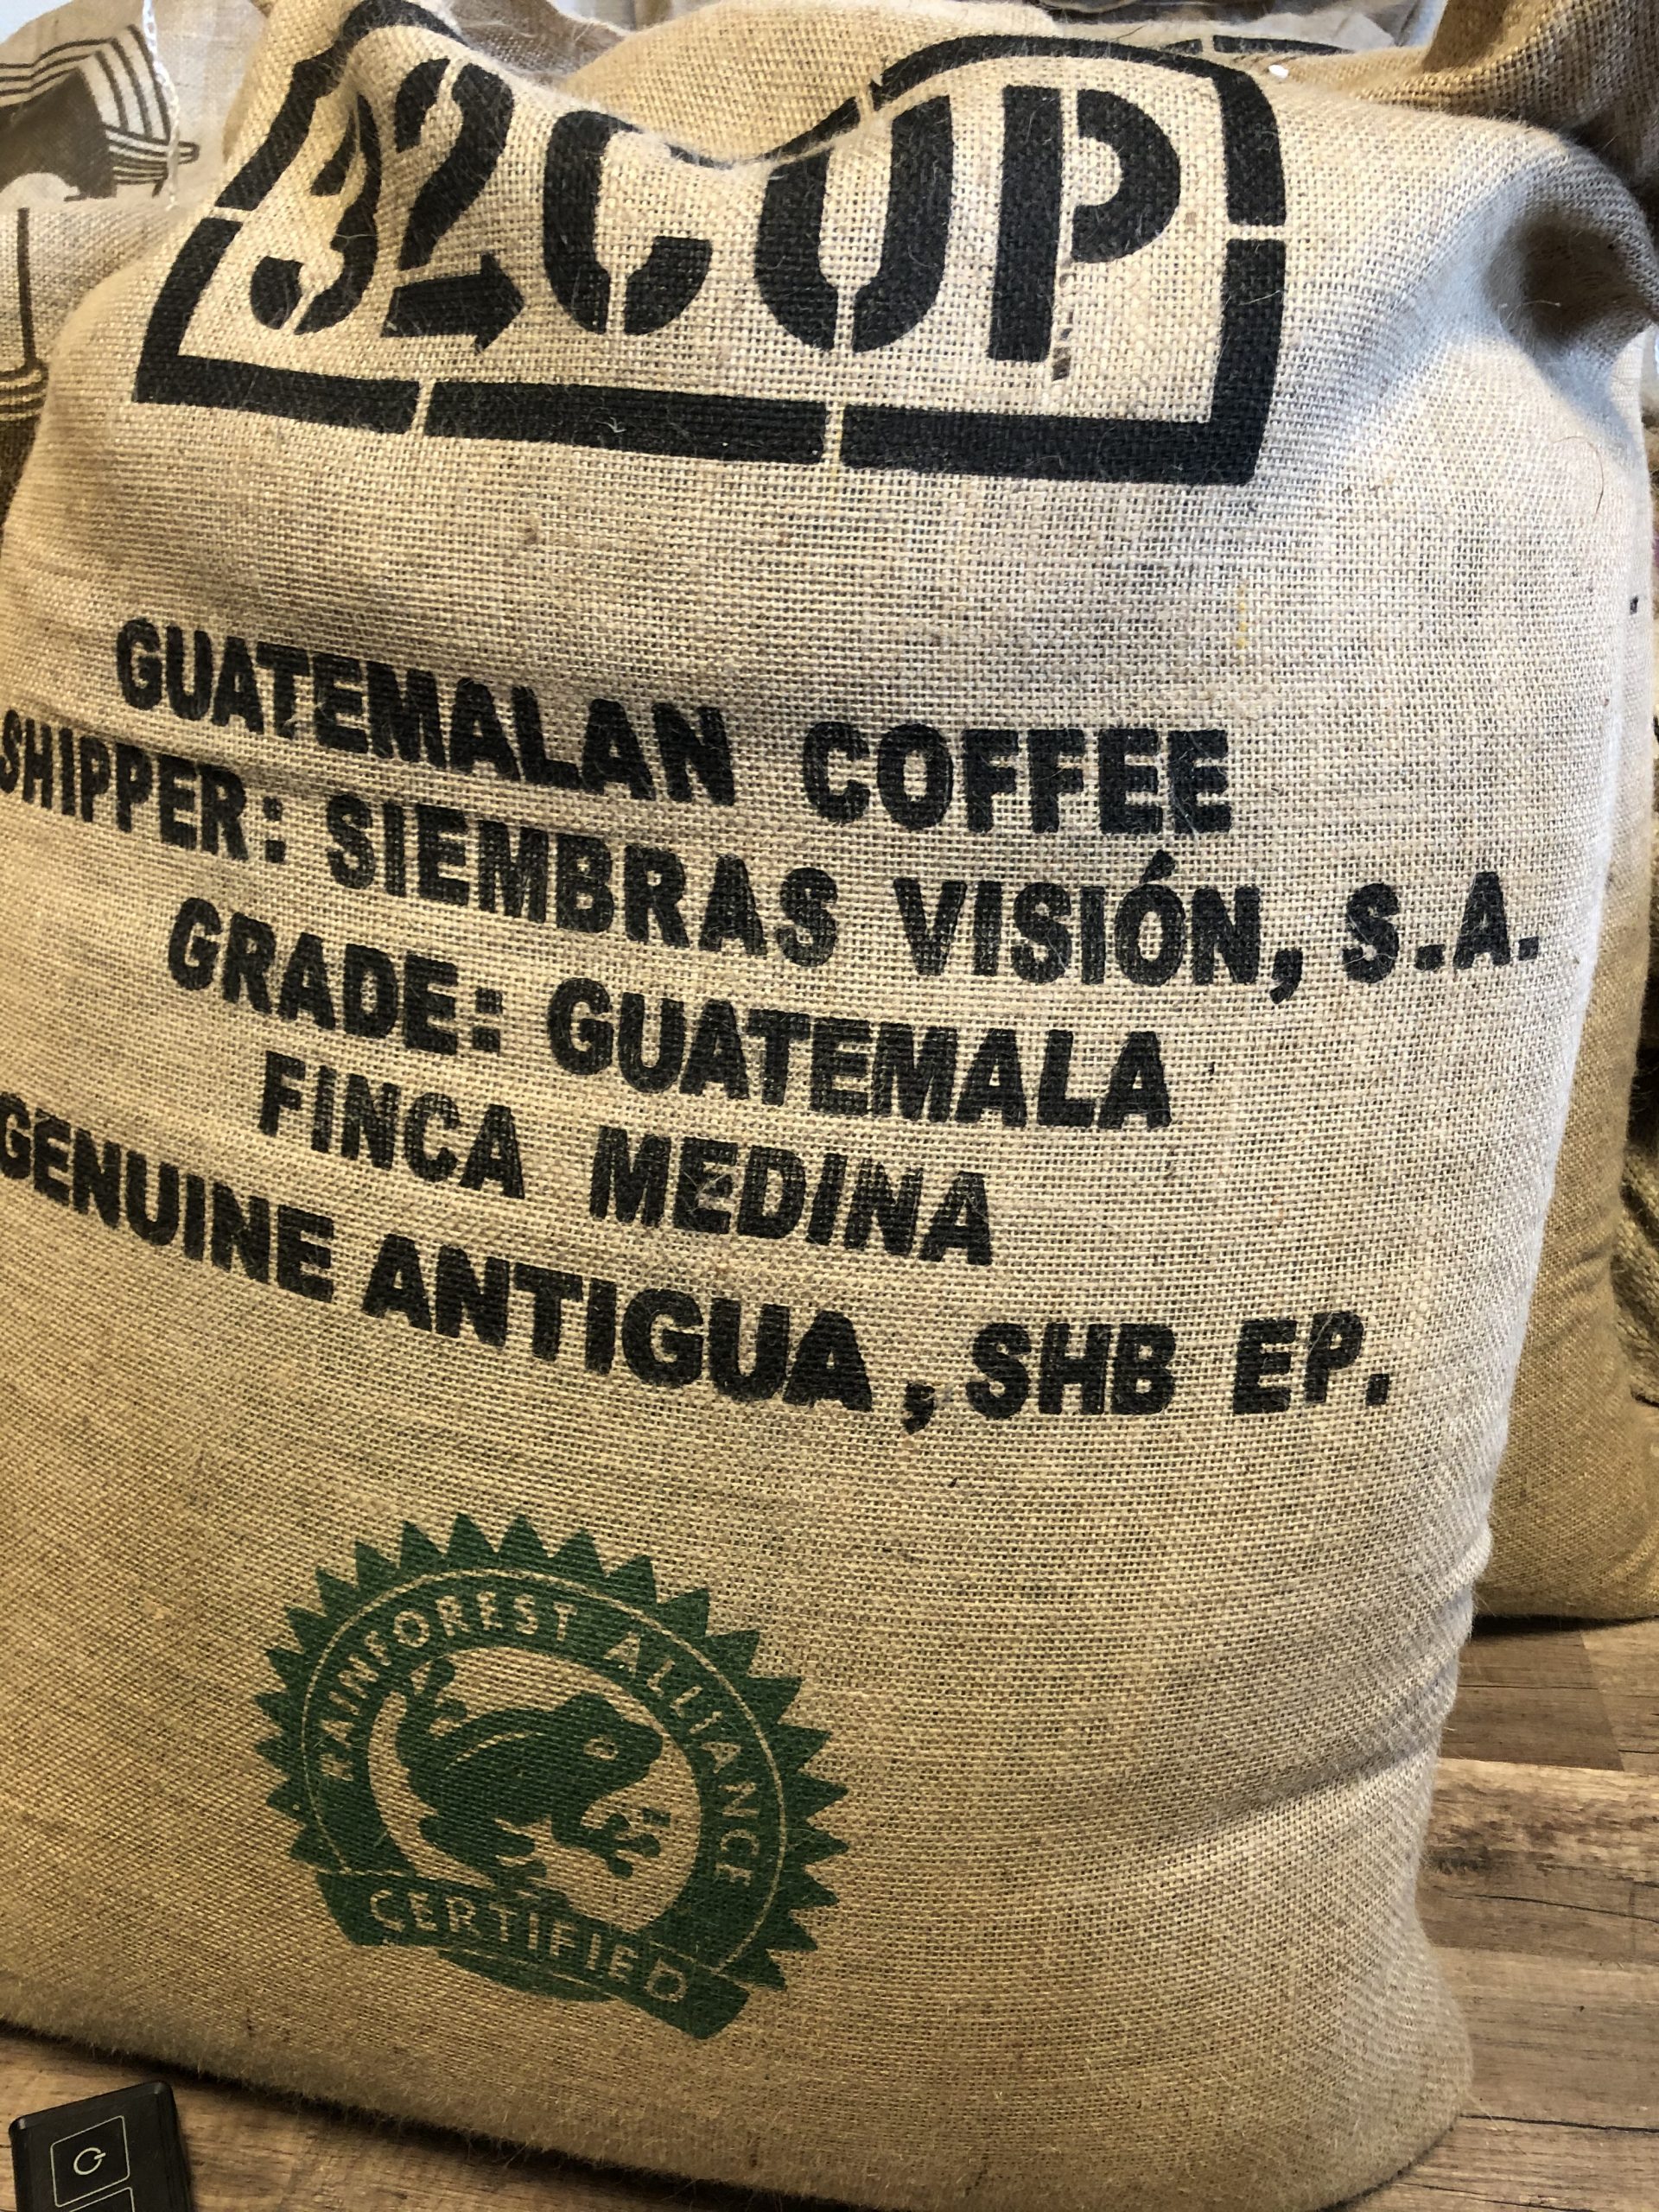 32CUP
GUATEMALAN COFFEE
SHIPPER: SIEMBRAS VISIÓN, S.A.
GRADE: GUATEMALA
FINCA MEDINA
GENUINE ANTIGUA, SHB EP.
RAINFOREST ALLIANCE
CERTIFIED